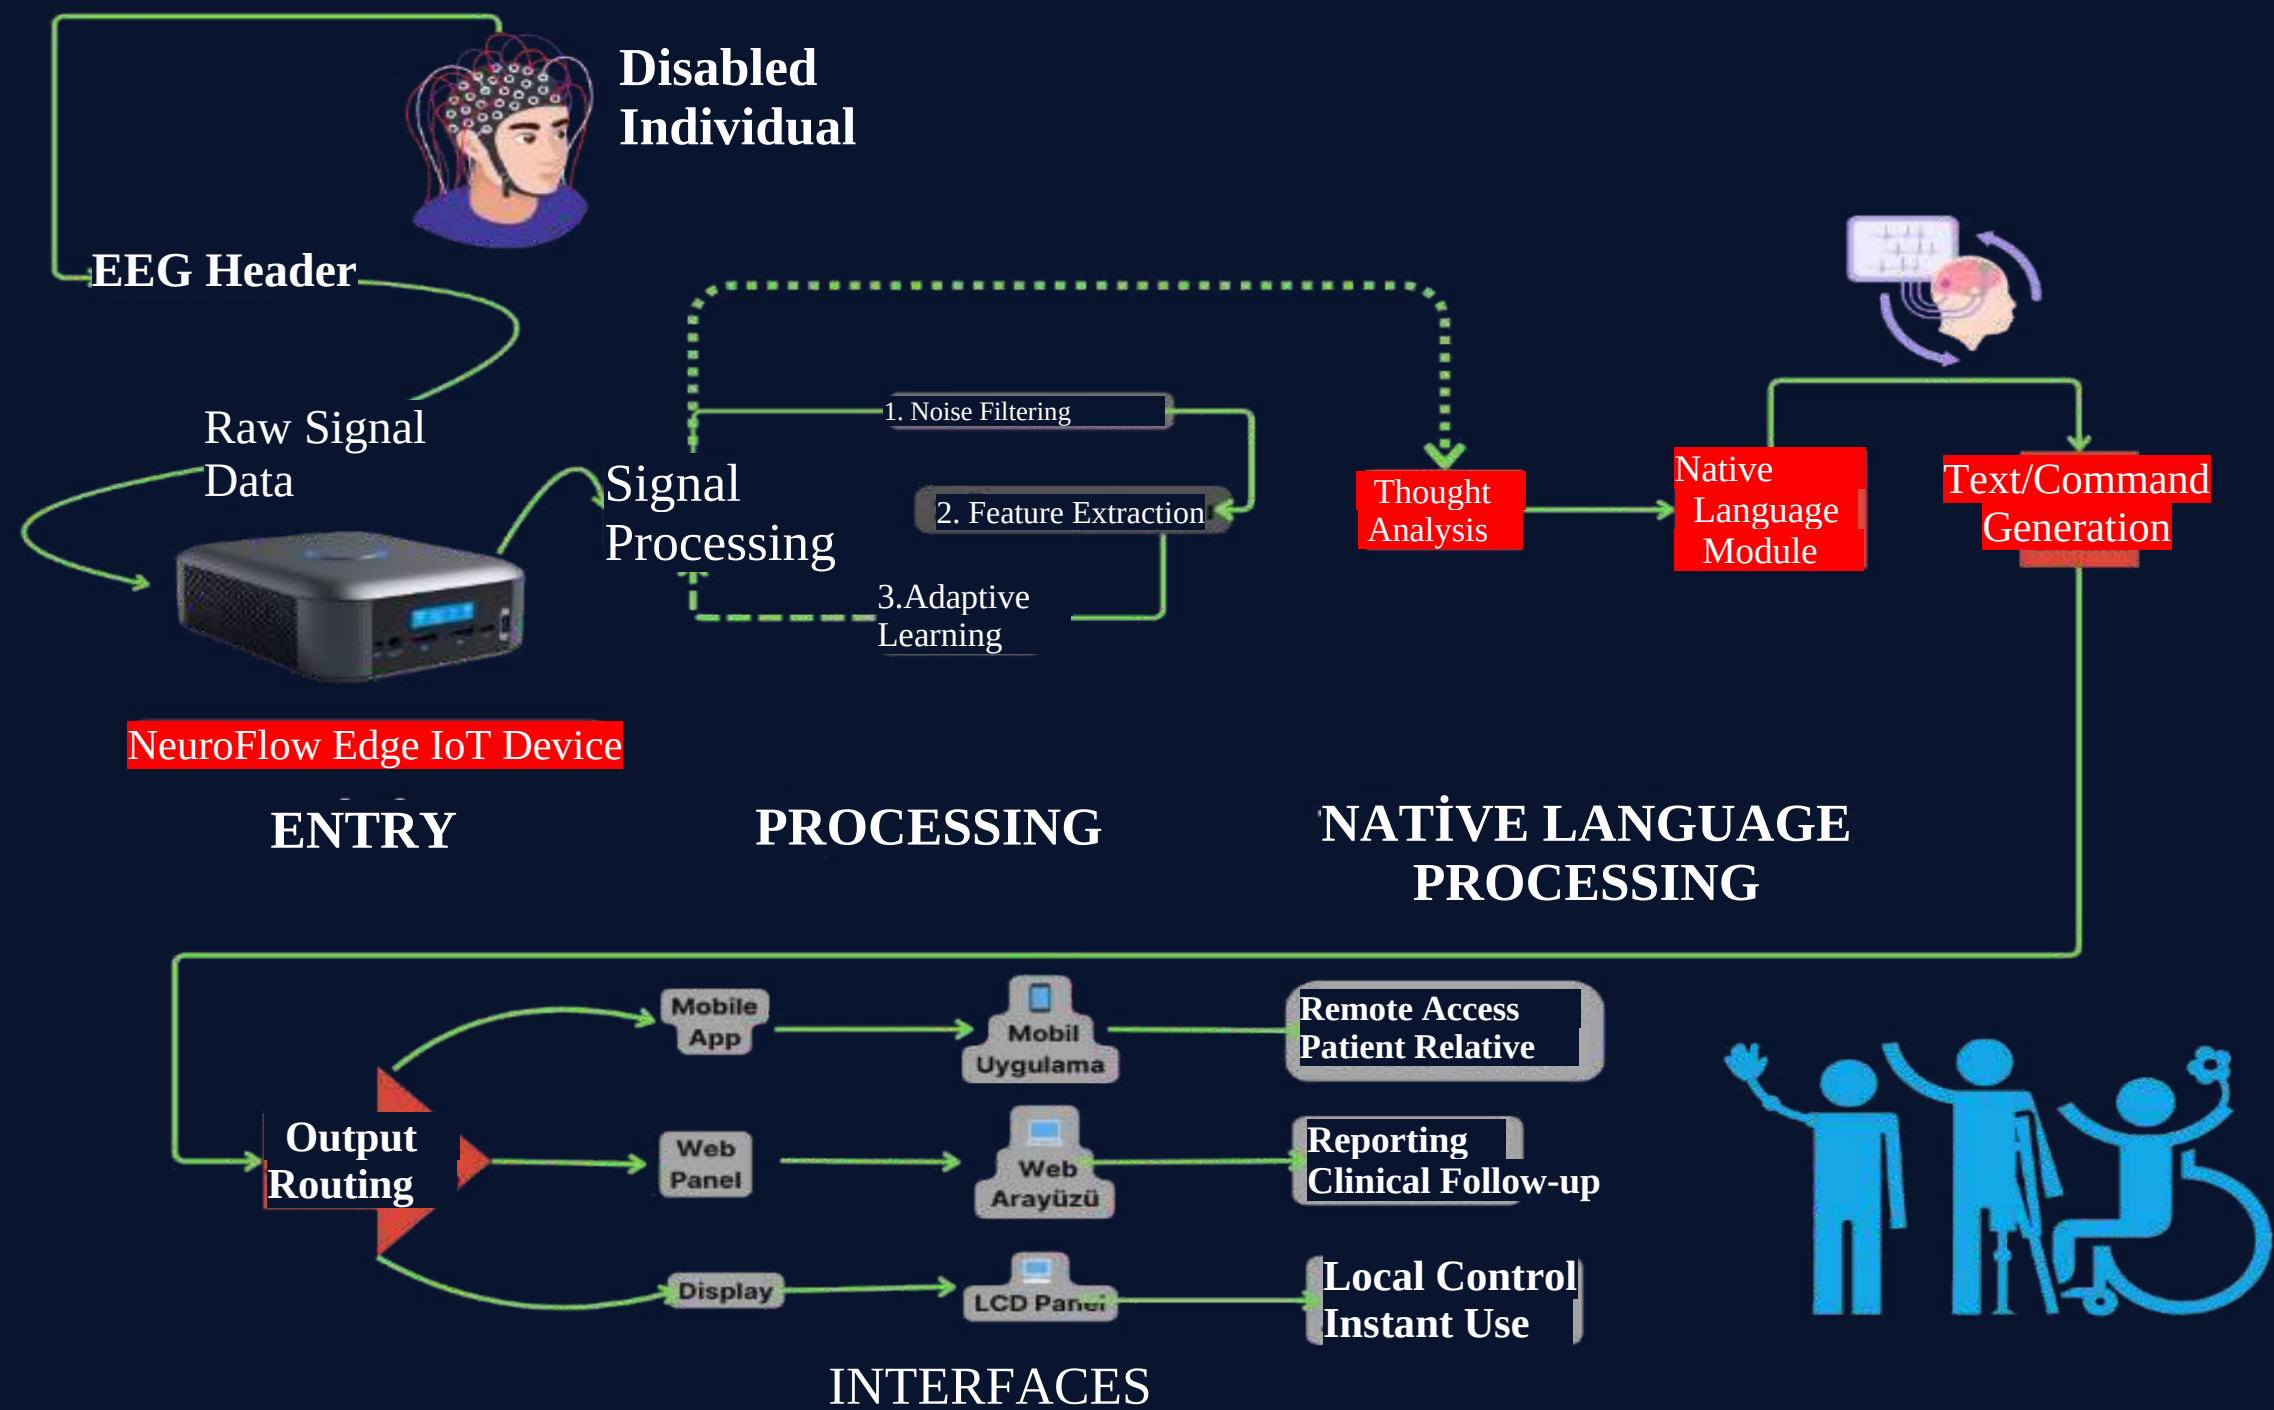 Disabled
Individual
EEG Header
Raw Signal
Data
Signal
Processing
1. Noise Filtering
2. Feature Extraction
3.Adaptive
Learning
Thought
Analysis
Native
Language
Module
Text/Command
Generation
NeuroFlow Edge IoT Device
ENTRY
PROCESSING
NATİVE LANGUAGE
PROCESSING
Output
Routing
Mobile
App
Mobil
Uygulama
Remote Access
Patient Relative
Web
Panel
Web
Arayüzü
Reporting
Clinical Follow-up
Display
LCD Panel
Local Control
Instant Use
INTERFACES